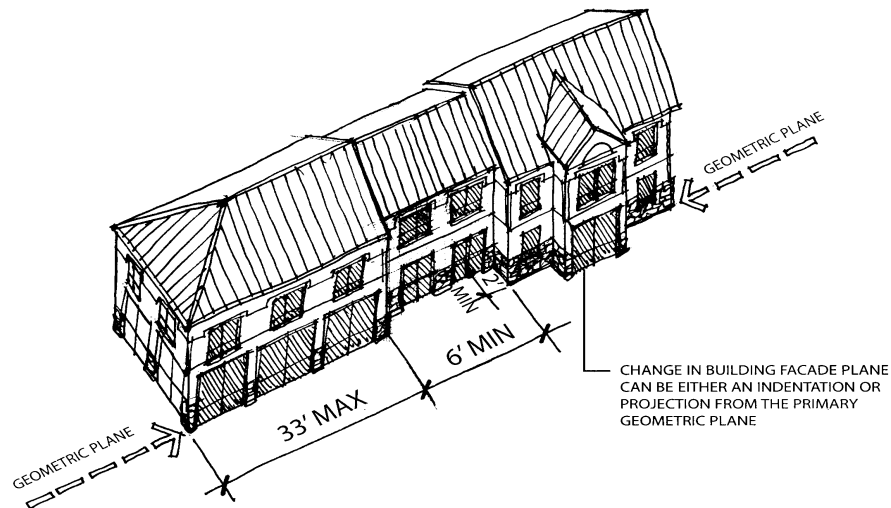 GEOMETRIC PLANE
2'
MIN
6' MIN
33' MAX
CHANGE IN BUILDING FACADE PLANE
CAN BE EITHER AN INDENTATION OR
PROJECTION FROM THE PRIMARY
GEOMETRIC PLANE
GEOMETRIC PLANE